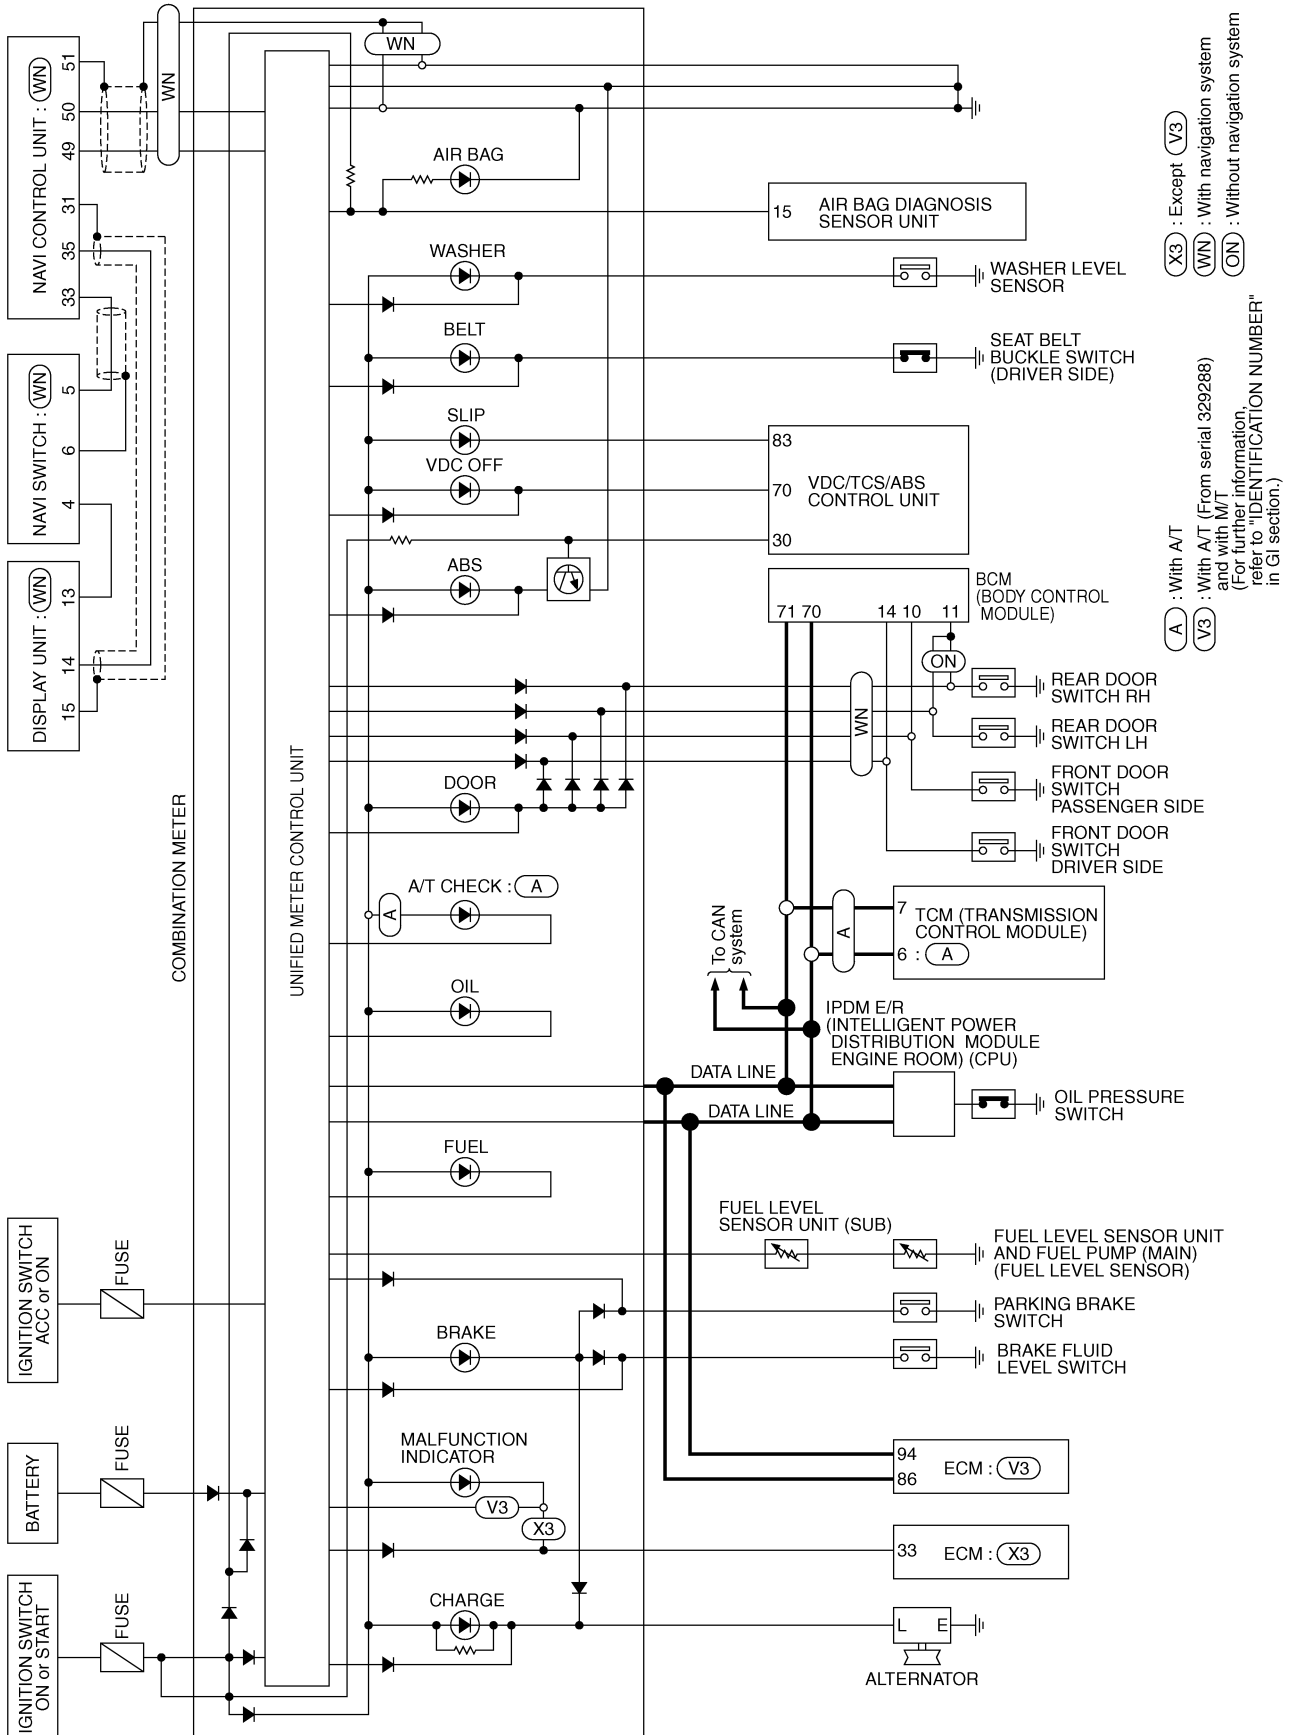 NAVI CONTROL UNIT : WN
51
50
49
31
35
33
NAVI SWITCH : WN
5
6
4
DISPLAY UNIT : WN
13
14
15
WN
WN
COMBINATION METER
UNIFIED METER CONTROL UNIT
IGNITION SWITCH
ACC or ON
FUSE
BATTERY
FUSE
IGNITION SWITCH
ON or START
FUSE
AIR BAG
WASHER
BELT
SLIP
VDC OFF
ABS
DOOR
A/T CHECK : A
A
OIL
FUEL
BRAKE
MALFUNCTION
INDICATOR
V3
X3
CHARGE
15
AIR BAG DIAGNOSIS
SENSOR UNIT
WASHER LEVEL
SENSOR
SEAT BELT
BUCKLE SWITCH
(DRIVER SIDE)
83
70
30
VDC/TCS/ABS
CONTROL UNIT
BCM
(BODY CONTROL
MODULE)
71 70 14 10 11
ON
WN
REAR DOOR
SWITCH RH
REAR DOOR
SWITCH LH
FRONT DOOR
SWITCH
PASSENGER SIDE
FRONT DOOR
SWITCH
DRIVER SIDE
To CAN
system
A
7
6 : A
TCM (TRANSMISSION
CONTROL MODULE)
IPDM E/R
(INTELLIGENT POWER
DISTRIBUTION MODULE
ENGINE ROOM) (CPU)
DATA LINE
DATA LINE
OIL PRESSURE
SWITCH
FUEL LEVEL
SENSOR UNIT (SUB)
FUEL LEVEL SENSOR UNIT
AND FUEL PUMP (MAIN)
(FUEL LEVEL SENSOR)
PARKING BRAKE
SWITCH
BRAKE FLUID
LEVEL SWITCH
94
86
ECM : V3
33
ECM : X3
L E
ALTERNATOR
X3 : Except V3
WN : With navigation system
ON : Without navigation system
A : With A/T
V3 : With A/T (From serial 329288)
and with M/T
(For further information,
refer to "IDENTIFICATION NUMBER"
in GI section.)